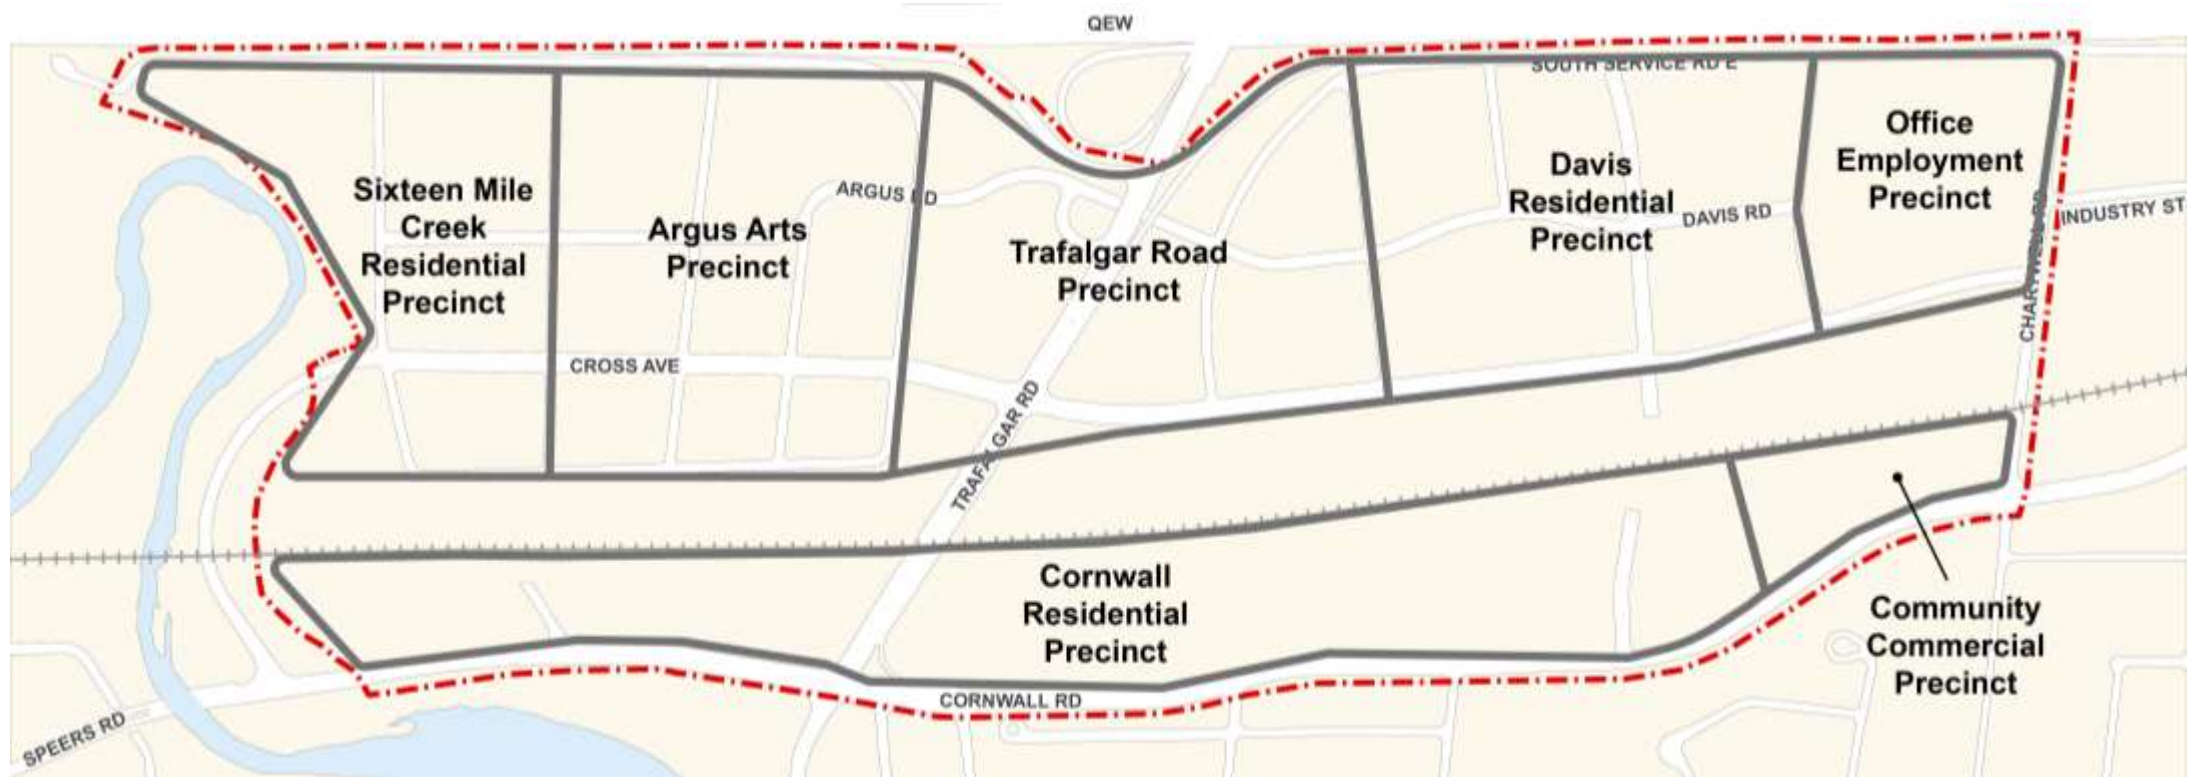 QEW
SOUTH SERVICE RD E
Office
Employment
Precinct
Davis
Residential
Precinct
Sixteen Mile
Creek
Residential
Precinct
ARGUS RD
Argus Arts
Precinct
Trafalgar Road
Precinct
DAVIS RD
INDUSTRY ST
CHARTWELL RD
CROSS AVE
TRAFALGAR RD
Cornwall
Residential
Precinct
Community
Commercial
Precinct
CORNWALL RD
SPEERS RD